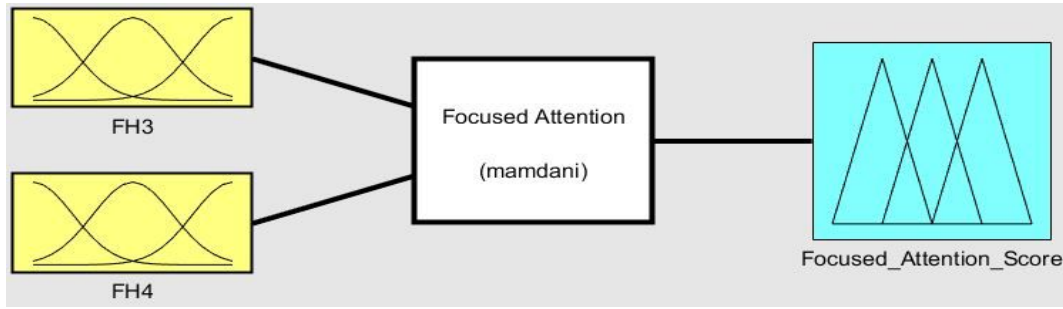 FH3
FH4
Focused Attention
(mamdani)
Focused_Attention_Score